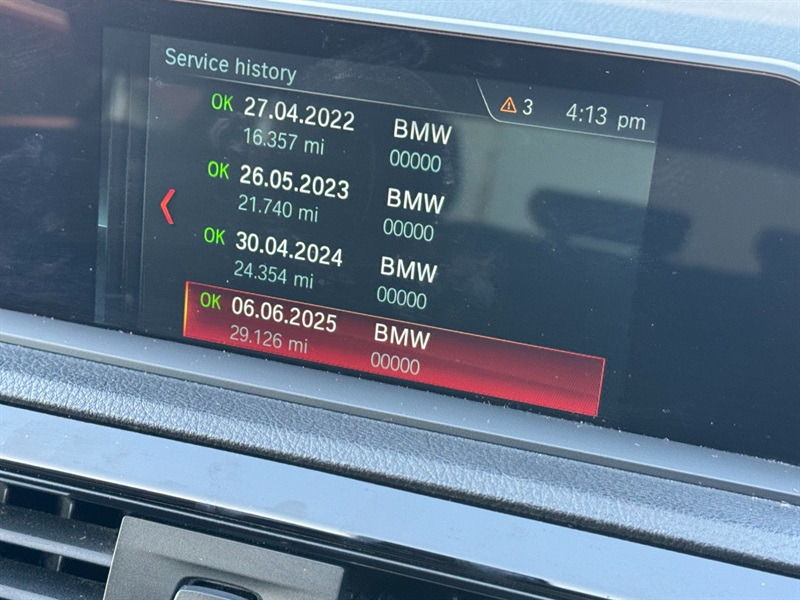 Service history
3 4:13 pm
OK 27.04.2022 BMW
16.357 mi 00000
OK 26.05.2023 BMW
21.740 mi 00000
OK 30.04.2024 BMW
24.354 mi 00000
OK 06.06.2025 BMW
29.126 mi 00000